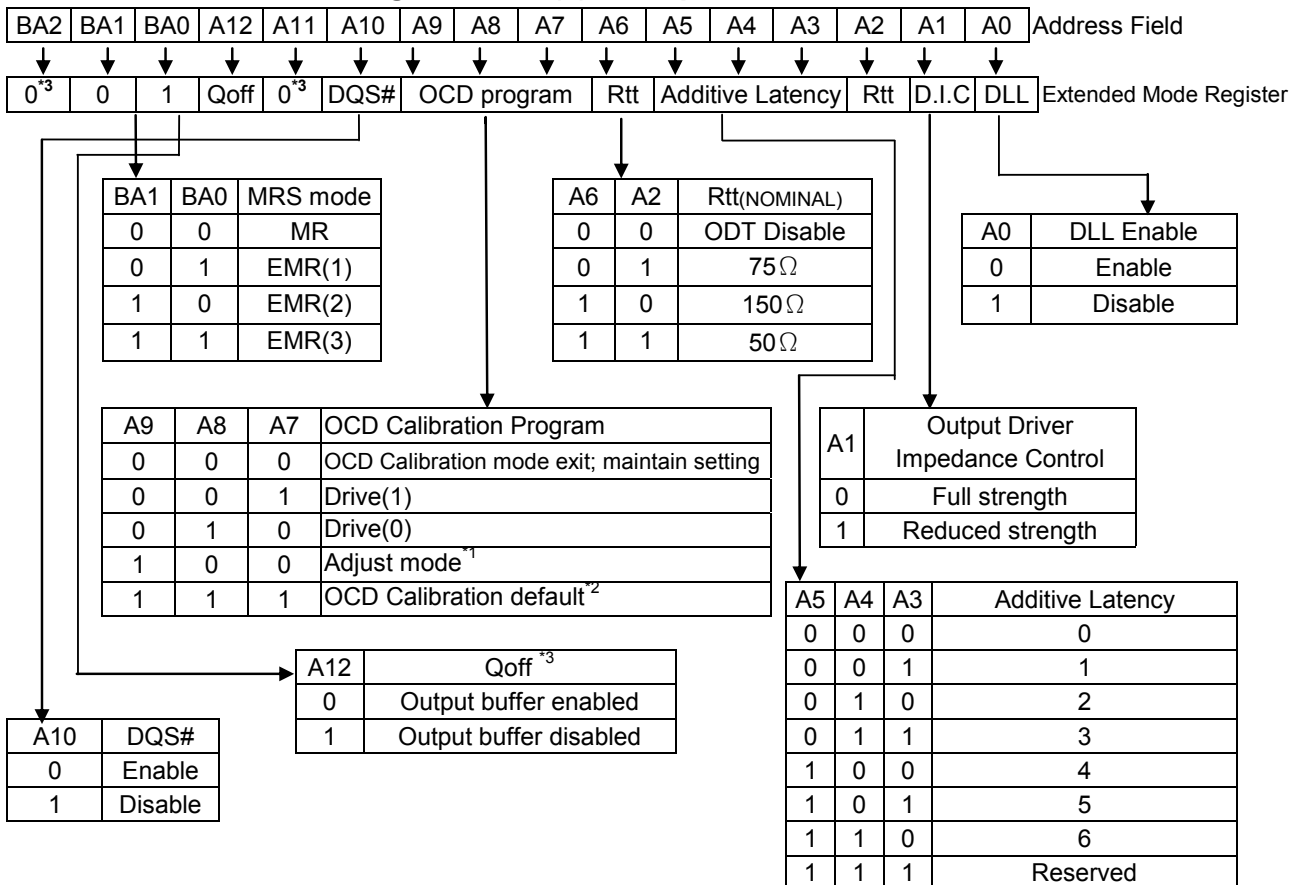 BA2 BA1 BA0 A12 A11 A10 A9 A8 A7 A6 A5 A4 A3 A2 A1 A0 Address Field
0*3 0 1 Qoff 0*3 DQS# OCD program Rtt Additive Latency Rtt D.I.C DLL Extended Mode Register
BA1 BA0 MRS mode
0 0 MR
0 1 EMR(1)
1 0 EMR(2)
1 1 EMR(3)
A6 A2 Rtt(NOMINAL)
0 0 ODT Disable
0 1 75Ω
1 0 150Ω
1 1 50Ω
A0 DLL Enable
0 Enable
1 Disable
A9 A8 A7 OCD Calibration Program
0 0 0 OCD Calibration mode exit; maintain setting
0 0 1 Drive(1)
0 1 0 Drive(0)
1 0 0 Adjust mode*1
1 1 1 OCD Calibration default*2
A1 Output Driver
Impedance Control
0 Full strength
1 Reduced strength
A12 Qoff *3
0 Output buffer enabled
1 Output buffer disabled
A10 DQS#
0 Enable
1 Disable
A5 A4 A3 Additive Latency
0 0 0 0
0 0 1 1
0 1 0 2
0 1 1 3
1 0 0 4
1 0 1 5
1 1 0 6
1 1 1 Reserved